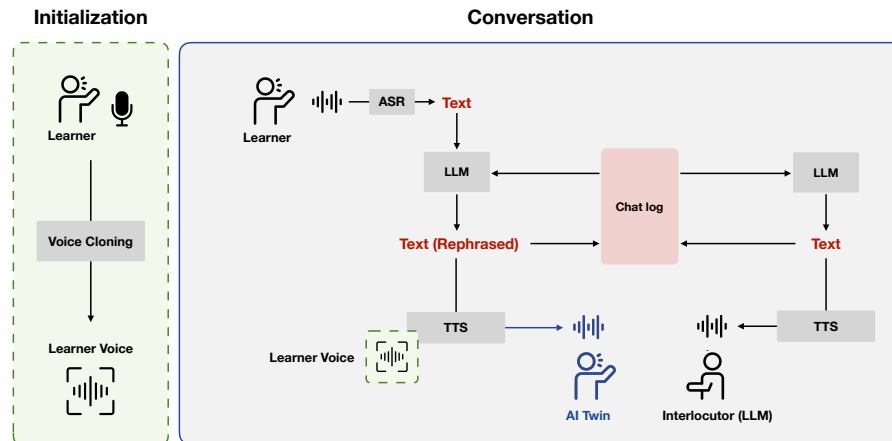 Initialization
Conversation
Learner
Voice Cloning
Learner Voice
Learner
ASR
Text
LLM
Chat log
LLM
Text (Rephrased)
Text
TTS
TTS
Learner Voice
AI Twin
Interlocutor (LLM)